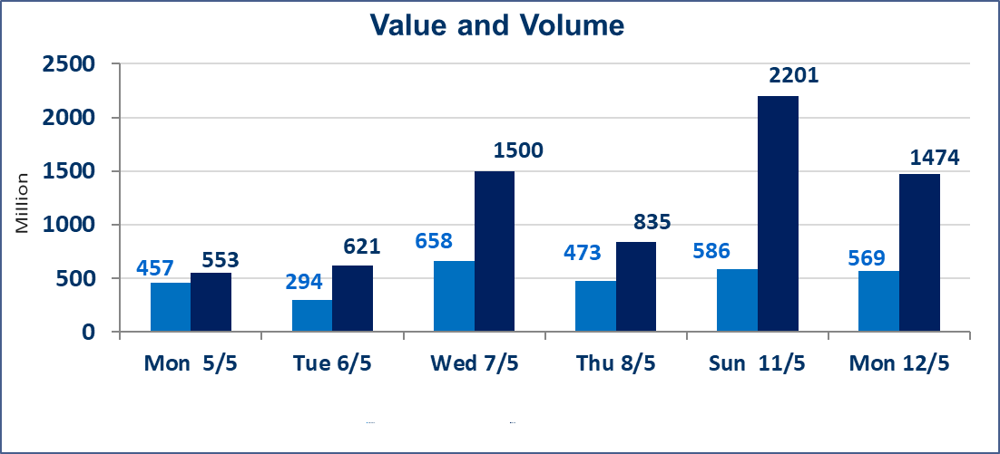 Value and Volume
2500
2000
1500
1000
500
0
Million
457
553
294
621
658
1500
473
835
586
2201
569
1474
Mon 5/5
Tue 6/5
Wed 7/5
Thu 8/5
Sun 11/5
Mon 12/5